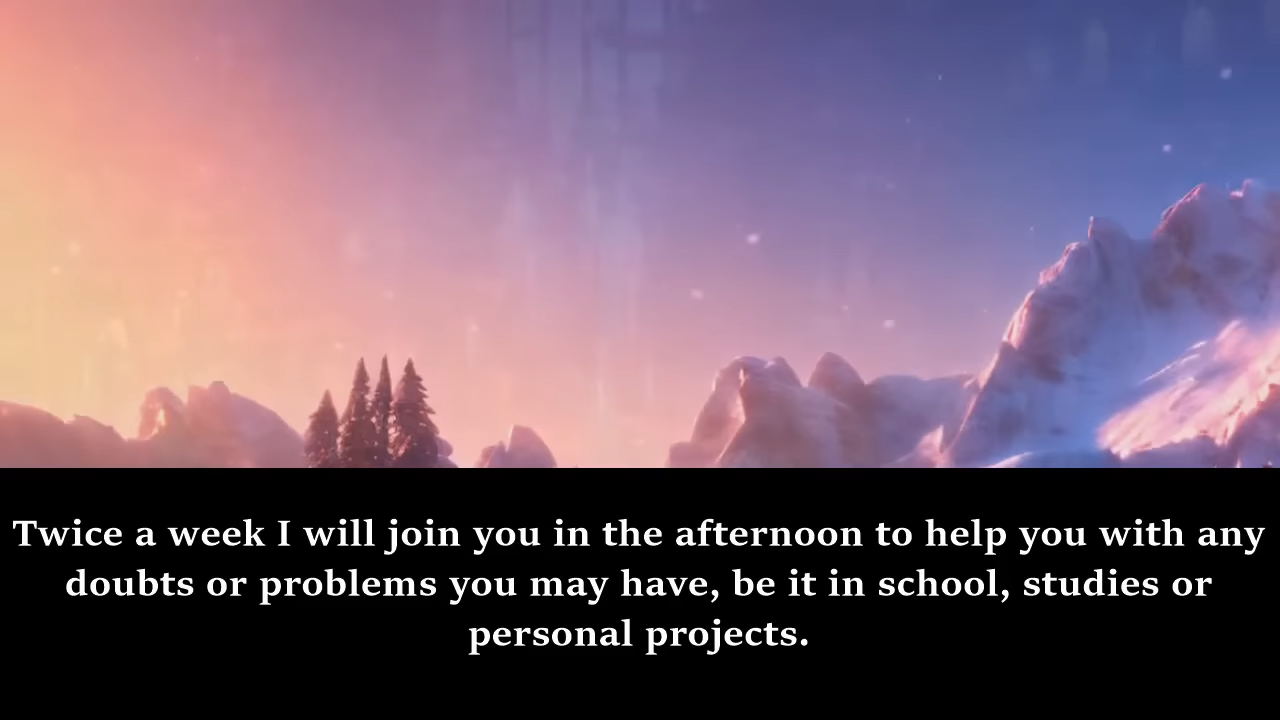 Twice a week I will join you in the afternoon to help you with any
doubts or problems you may have, be it in school, studies or
personal projects.